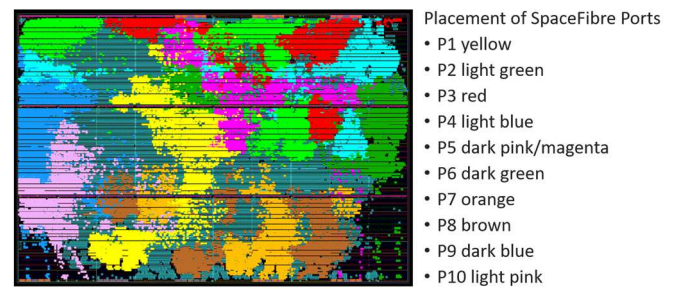 Placement of SpaceFibre Ports
• P1 yellow
• P2 light green
• P3 red
• P4 light blue
• P5 dark pink/magenta
• P6 dark green
• P7 orange
• P8 brown
• P9 dark blue
• P10 light pink